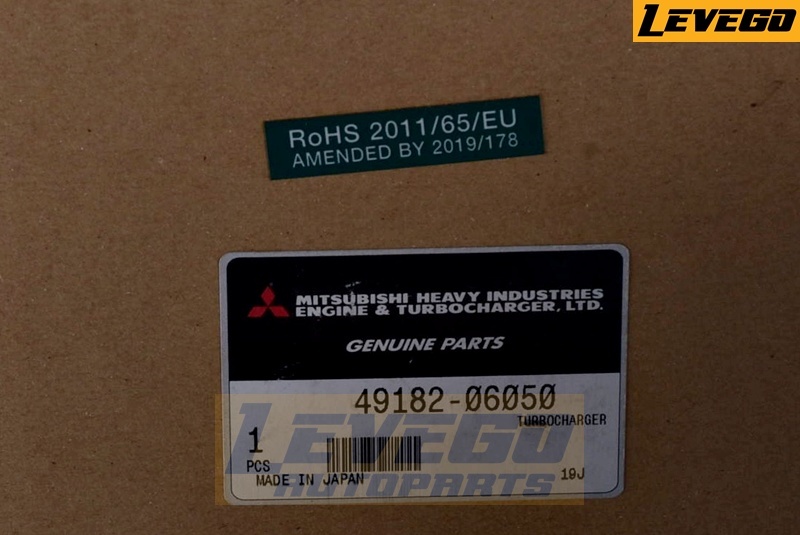 LEVEGO
RoHS 2011/65/EU
AMENDED BY 2019/178
MITSUBISHI HEAVY INDUSTRIES
ENGINE & TURBOCHARGER, LTD.
GENUINE PARTS
49182-06050
TURBOCHARGER
1
PCS
MADE IN JAPAN
19J
LEVEGO
AUTOPARTS